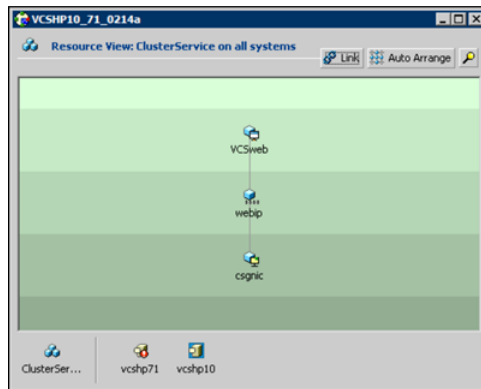 VCSHP10_71_0214a
Resource View: ClusterService on all systems
Link
Auto Arrange
VCSweb
webip
csgnic
ClusterSer...
vcshp71
vcshp10